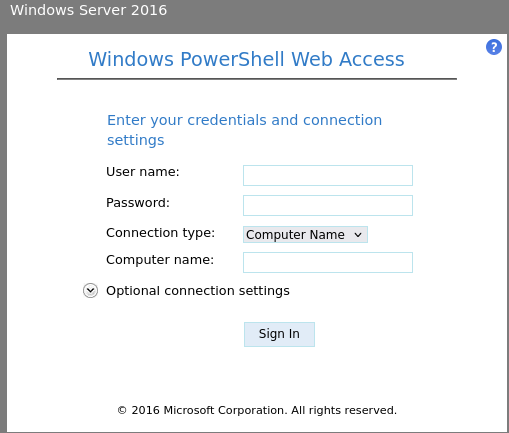 Windows Server 2016
?
Windows PowerShell Web Access
Enter your credentials and connection
settings
User name:
Password:
Connection type: Computer Name
Computer name:
Optional connection settings
Sign In
© 2016 Microsoft Corporation. All rights reserved.